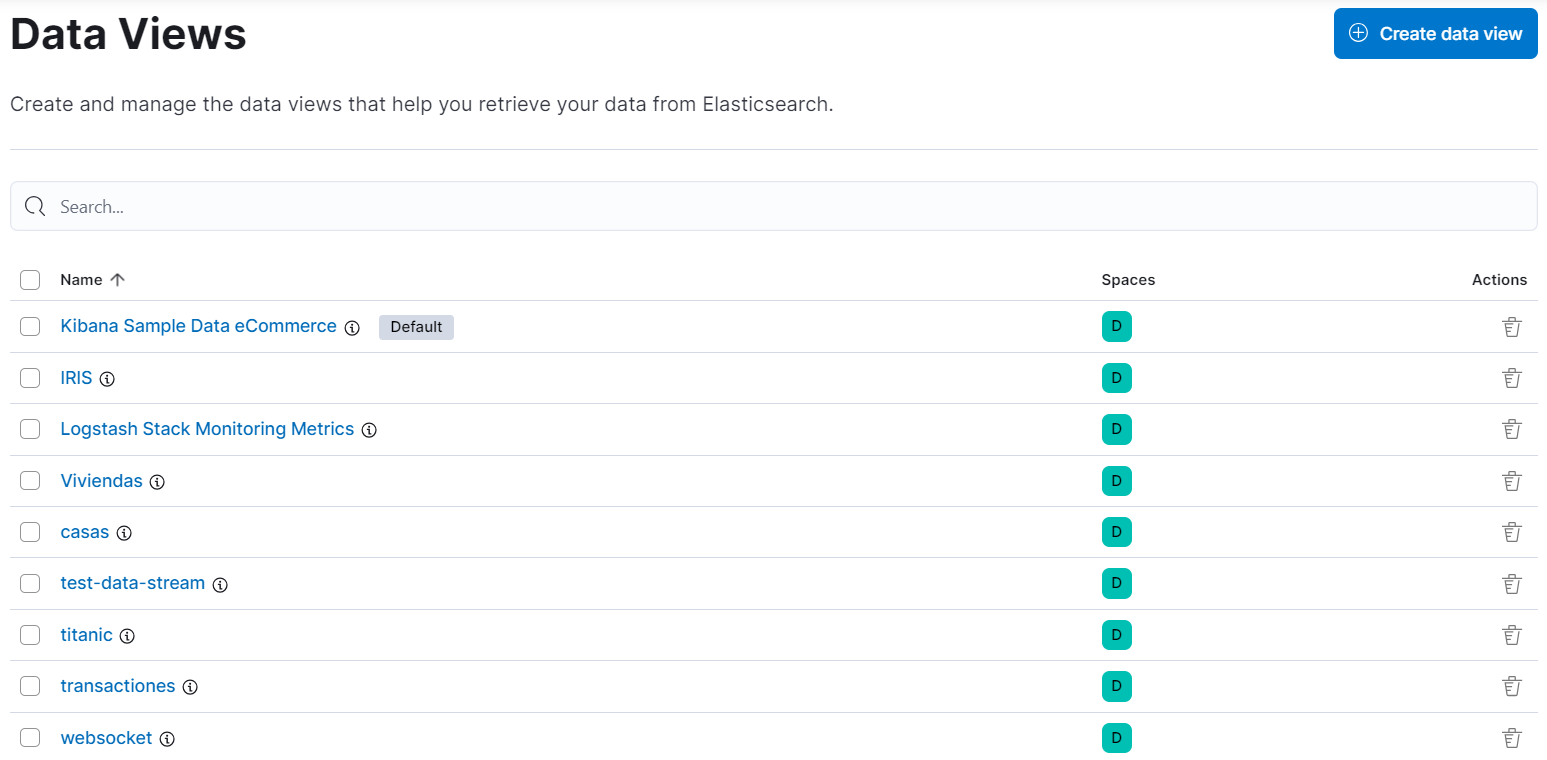 Data Views
Create data view
Create and manage the data views that help you retrieve your data from Elasticsearch.
Search...
Name Spaces Actions
Kibana Sample Data eCommerce Default D
IRIS D
Logstash Stack Monitoring Metrics D
Viviendas D
casas D
test-data-stream D
titanic D
transactiones D
websocket D